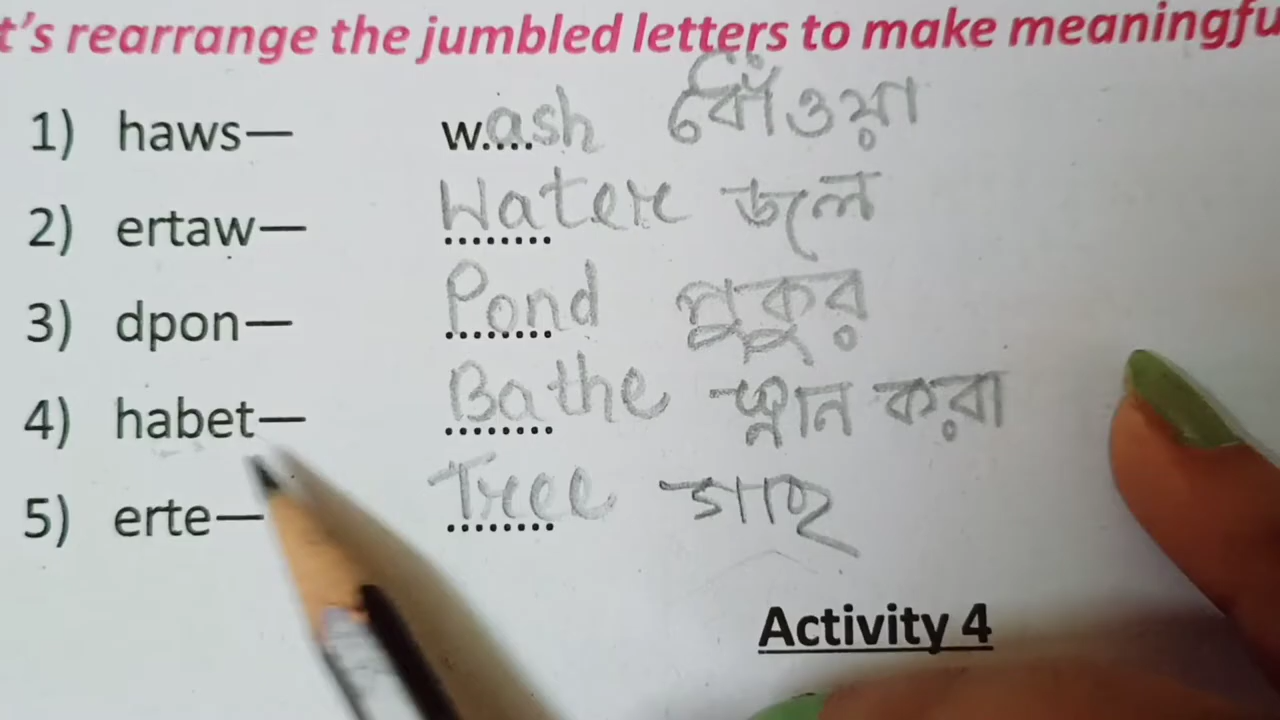 t's rearrange the jumbled letters to make meaningfu
1) haws— w....ash ধোঁওয়া
2) ertaw— Water জল
3) dpon— Pond পুকুর
4) habet— Bathe স্নান করা
5) erte— Tree গাছ
Activity 4